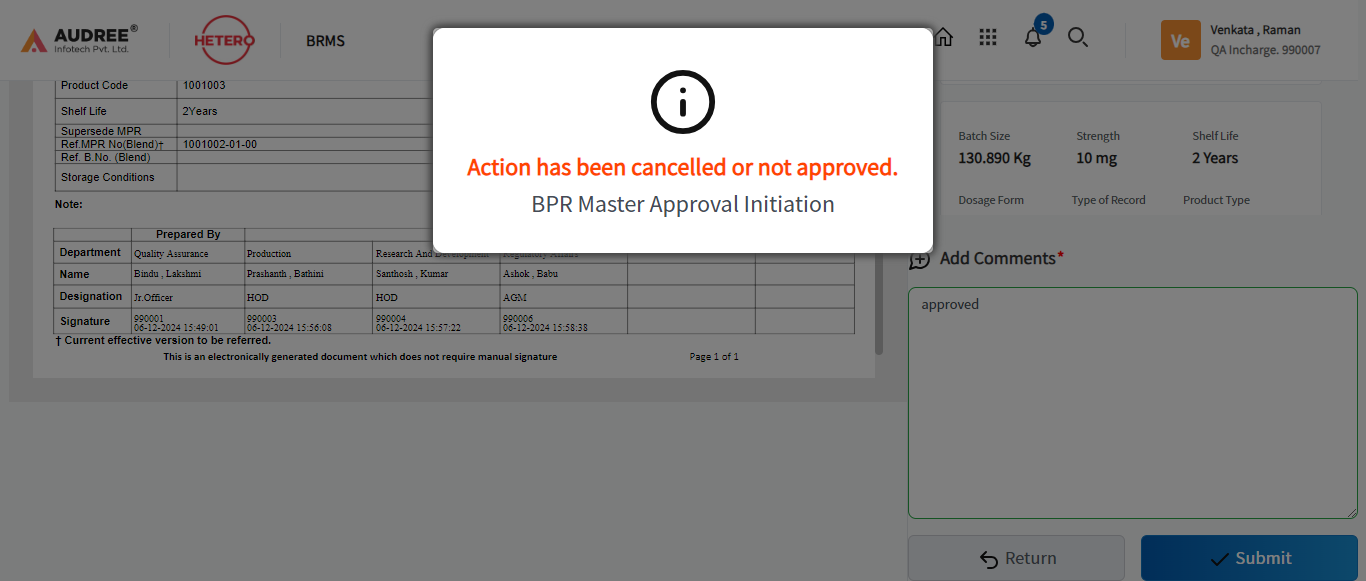 AUDREE®
Infotech Pvt. Ltd.
HETERO
BRMS
5
Ve
Venkata , Raman
QA Incharge. 990007
Action has been cancelled or not approved.
BPR Master Approval Initiation
Product Code 1001003
Shelf Life 2Years
Supersede MPR
Ref.MPR No(Blend)† 1001002-01-00
Ref. B.No. (Blend)
Storage Conditions
Note:
Prepared By
Department Quality Assurance Production Research And Development Regulatory Affairs
Name Bindu , Lakshmi Prashanth , Bathini Santhosh , Kumar Ashok , Babu
Designation Jr.Officer HOD HOD AGM
Signature 990001 990003 990004 990006
06-12-2024 15:49:01 06-12-2024 15:56:08 06-12-2024 15:57:22 06-12-2024 15:58:38
† Current effective version to be referred.
This is an electronically generated document which does not require manual signature Page 1 of 1
Batch Size Strength Shelf Life
130.890 Kg 10 mg 2 Years
Dosage Form Type of Record Product Type
Add Comments*
approved
Return
Submit